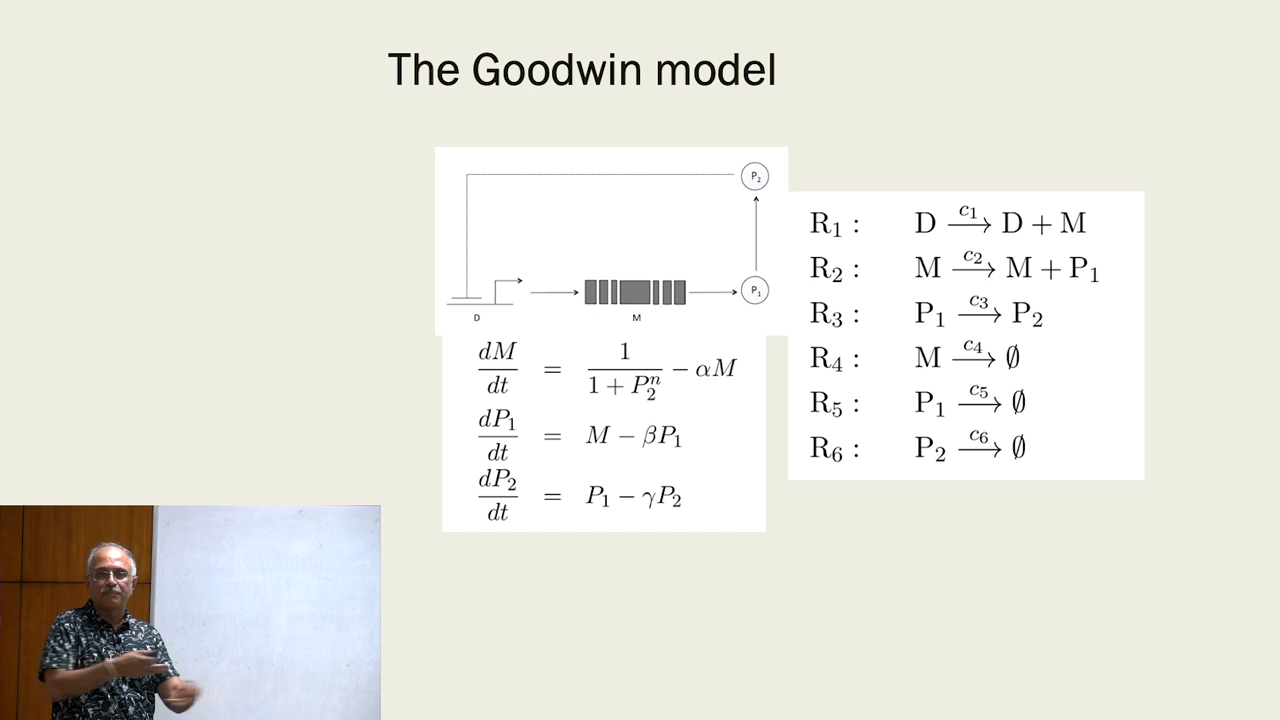 The Goodwin model
P₂
P₁
D
M
dM/dt = 1/(1 + P₂ⁿ) − αM
dP₁/dt = M − βP₁
dP₂/dt = P₁ − γP₂
R₁ : D —c₁→ D + M
R₂ : M —c₂→ M + P₁
R₃ : P₁ —c₃→ P₂
R₄ : M —c₄→ ∅
R₅ : P₁ —c₅→ ∅
R₆ : P₂ —c₆→ ∅